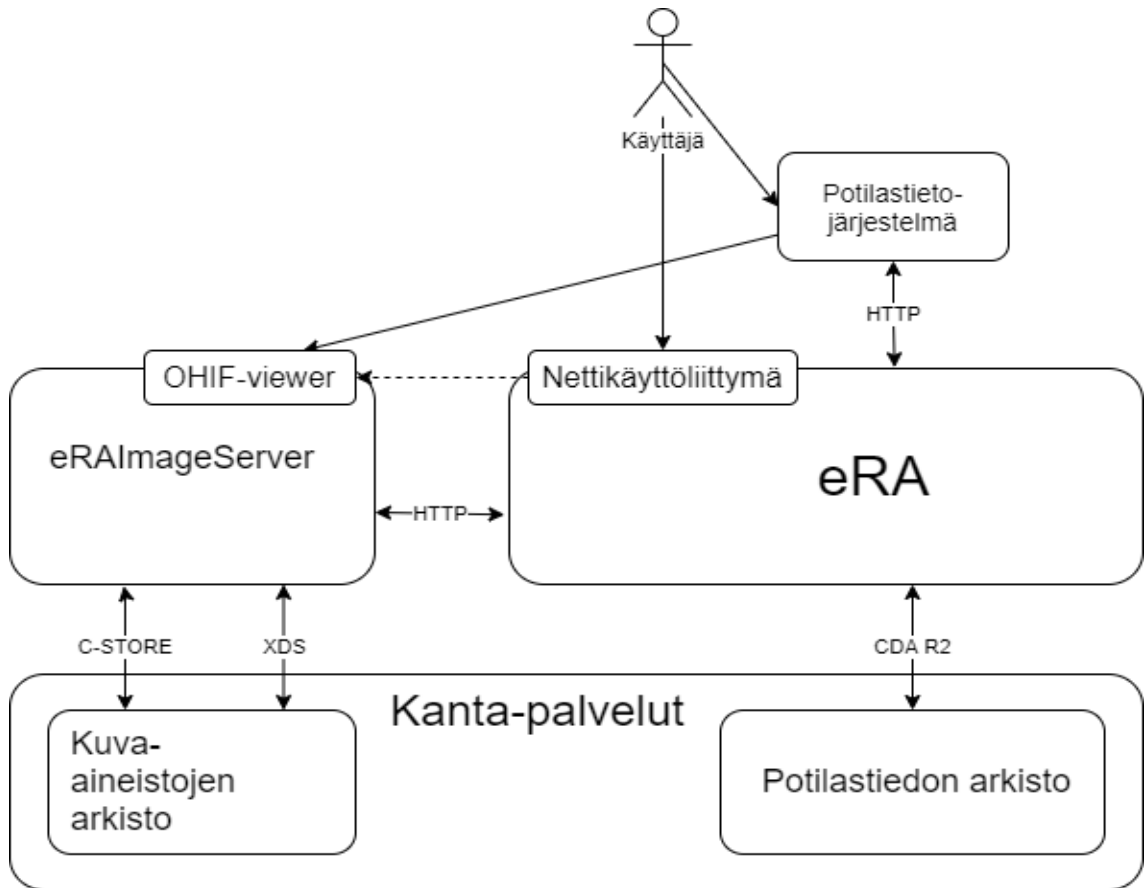 Käyttäjä
Potilastieto-
järjestelmä
HTTP
OHIF-viewer
Nettikäyttöliittymä
eRAImageServer
eRA
HTTP
C-STORE
XDS
CDA R2
Kanta-palvelut
Kuva-
aineistojen
arkisto
Potilastiedon arkisto